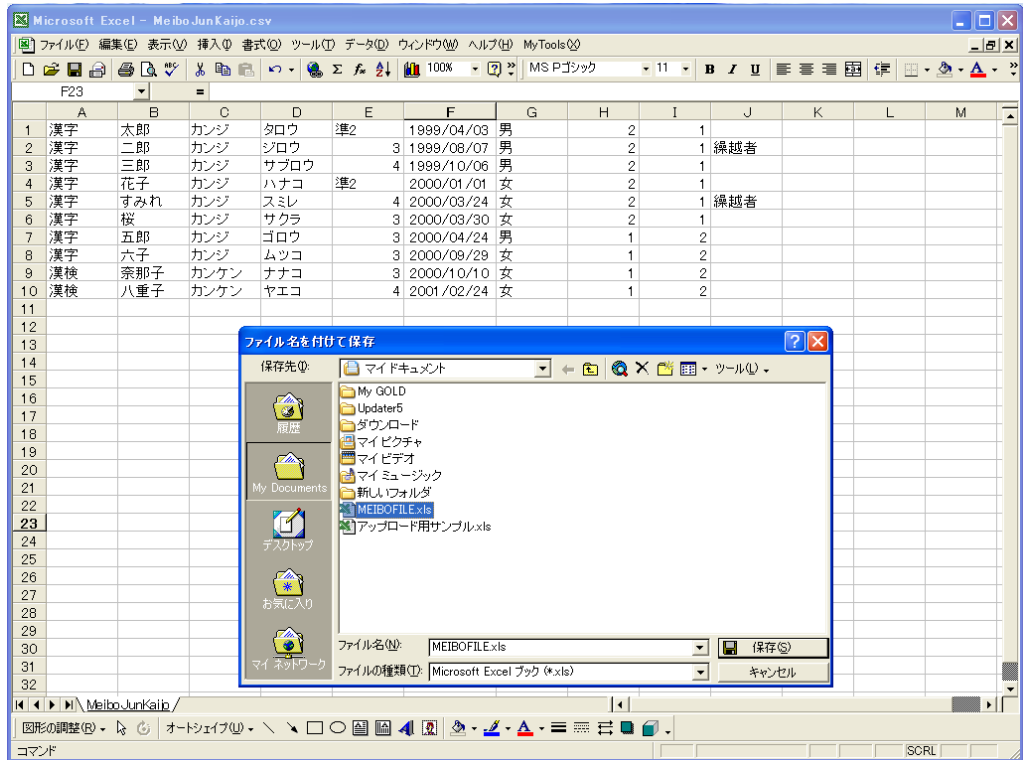 Microsoft Excel - MeiboJunKaijo.csv
ファイル(F) 編集(E) 表示(V) 挿入(I) 書式(O) ツール(T) データ(D) ウィンドウ(W) ヘルプ(H) MyTools(X)
100% MS Pゴシック 11 B I U
F23 =
A B C D E F G H I J K L M
1 漢字 太郎 カンジ タロウ 準2 1999/04/03 男 2 1
2 漢字 二郎 カンジ ジロウ 3 1999/08/07 男 2 1 繰越者
3 漢字 三郎 カンジ サブロウ 4 1999/10/06 男 2 1
4 漢字 花子 カンジ ハナコ 準2 2000/01/01 女 2 1
5 漢字 すみれ カンジ スミレ 4 2000/03/24 女 2 1 繰越者
6 漢字 桜 カンジ サクラ 3 2000/03/30 女 2 1
7 漢字 五郎 カンジ ゴロウ 3 2000/04/24 男 1 2
8 漢字 六子 カンジ ムツコ 3 2000/09/29 女 1 2
9 漢検 奈那子 カンケン ナナコ 3 2000/10/10 女 1 2
10 漢検 八重子 カンケン ヤエコ 4 2001/02/24 女 1 2
11
12
13
14
15
16
17
18
19
20
21
22
23
24
25
26
27
28
29
30
31
32
ファイル名を付けて保存
保存先(I): マイ ドキュメント ツール(L)
履歴
My Documents
デスクトップ
お気に入り
マイ ネットワーク
My GOLD
Updater5
ダウンロード
マイ ピクチャ
マイ ビデオ
マイ ミュージック
新しいフォルダ
MEIBOFILE.xls
アップロード用サンプル.xls
ファイル名(N): MEIBOFILE.xls 保存(S)
ファイルの種類(T): Microsoft Excel ブック (*.xls) キャンセル
MeiboJunKaijo
図形の調整(R) オートシェイプ(U)
コマンド SCRL